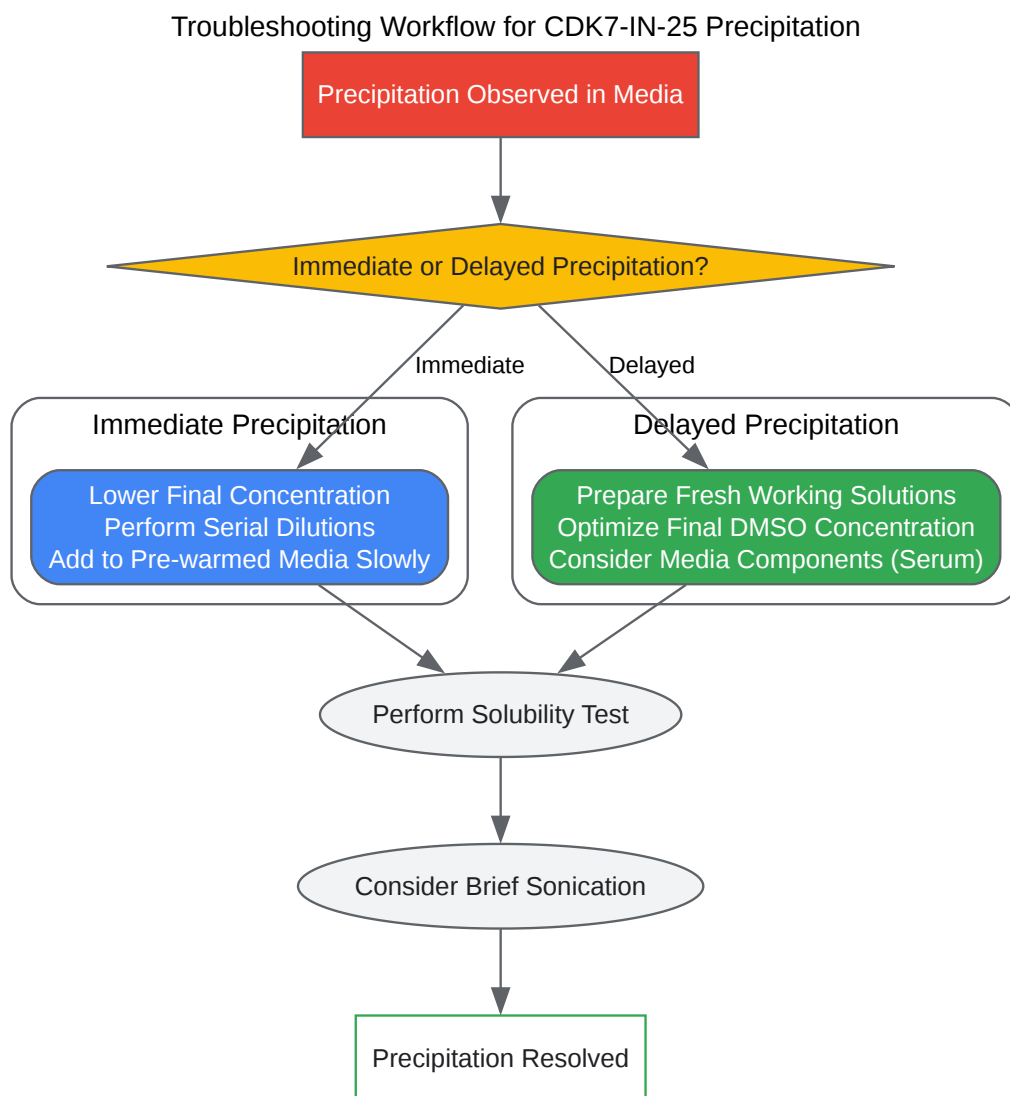 Troubleshooting Workflow for CDK7-IN-25 Precipitation
Precipitation Observed in Media
Immediate or Delayed Precipitation?
Immediate
Delayed
Immediate Precipitation
Lower Final Concentration
Perform Serial Dilutions
Add to Pre-warmed Media Slowly
Delayed Precipitation
Prepare Fresh Working Solutions
Optimize Final DMSO Concentration
Consider Media Components (Serum)
Perform Solubility Test
Consider Brief Sonication
Precipitation Resolved